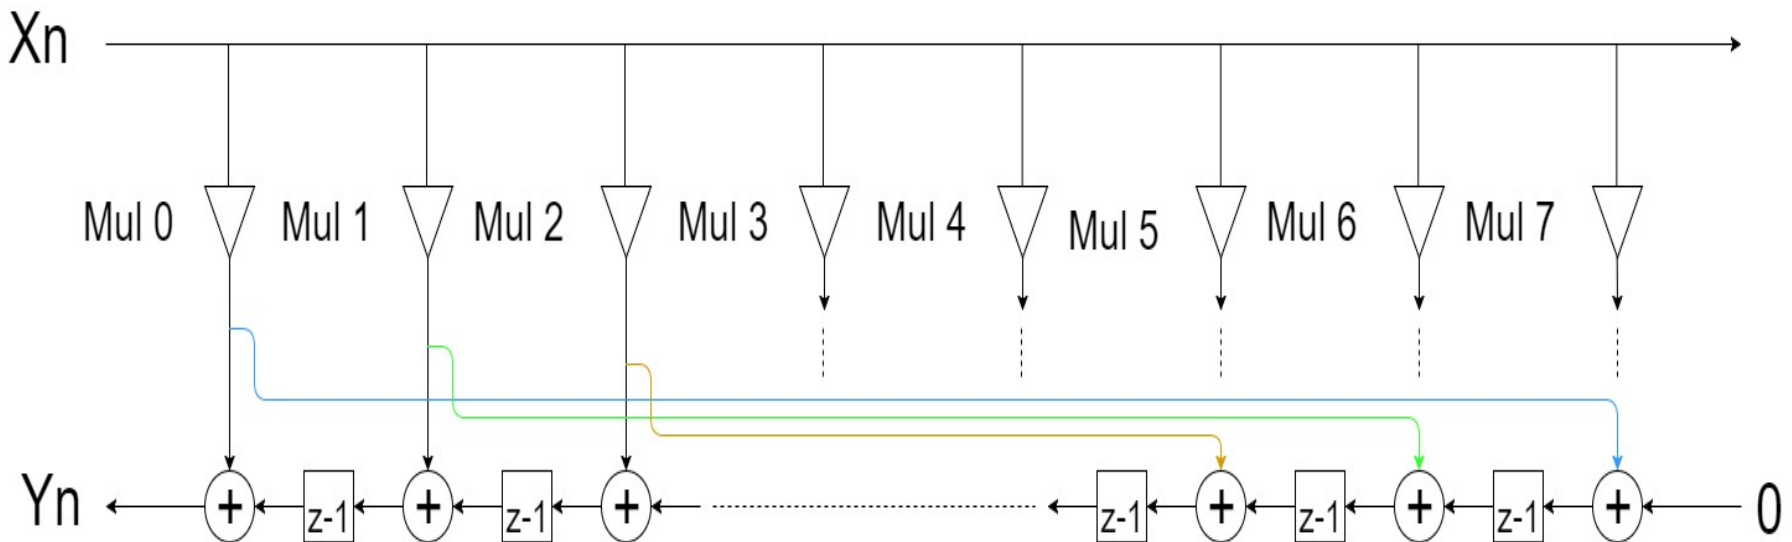 Xn
Mul 0 Mul 1 Mul 2 Mul 3 Mul 4 Mul 5 Mul 6 Mul 7
Yn + z-1 + z-1 + z-1 + z-1 + z-1 + 0